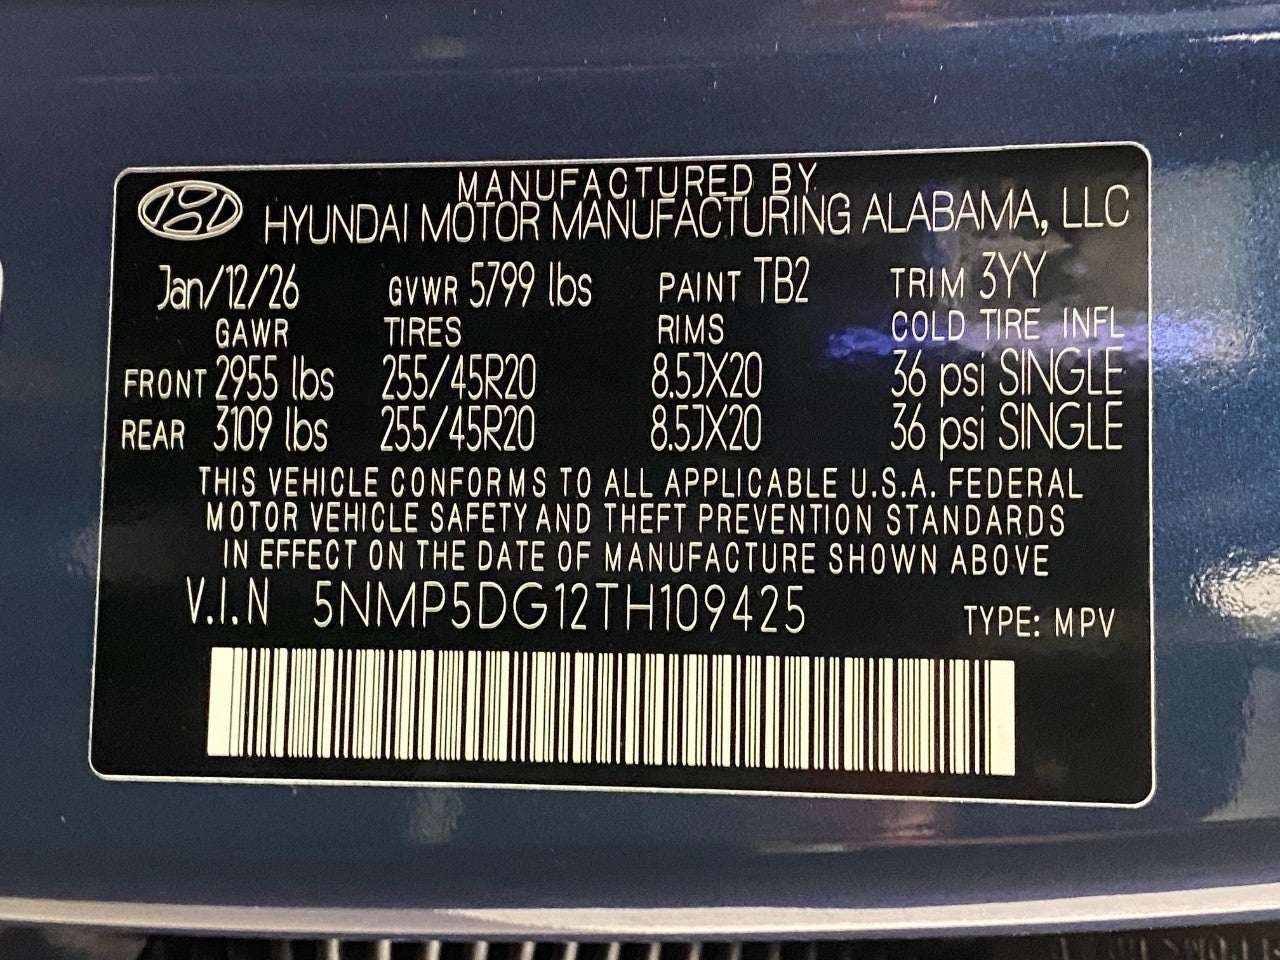 MANUFACTURED BY
HYUNDAI MOTOR MANUFACTURING ALABAMA, LLC
Jan/12/26 GVWR 5799 lbs PAINT TB2 TRIM 3YY
GAWR TIRES RIMS COLD TIRE INFL
FRONT 2955 lbs 255/45R20 8.5JX20 36 psi SINGLE
REAR 3109 lbs 255/45R20 8.5JX20 36 psi SINGLE
THIS VEHICLE CONFORMS TO ALL APPLICABLE U.S.A. FEDERAL
MOTOR VEHICLE SAFETY AND THEFT PREVENTION STANDARDS
IN EFFECT ON THE DATE OF MANUFACTURE SHOWN ABOVE
V.I.N 5NMP5DG12TH109425 TYPE: MPV